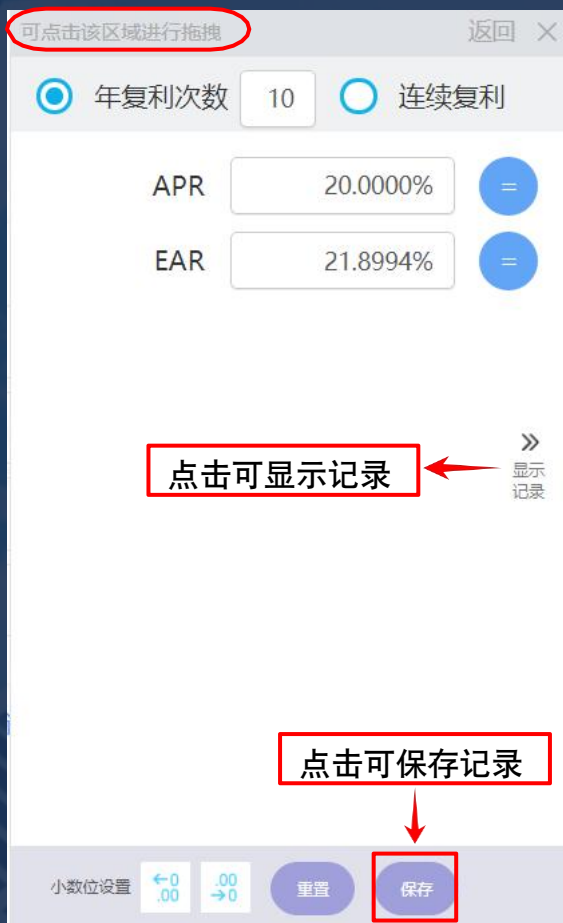 可点击该区域进行拖拽 返回 ×
年复利次数 10 连续复利
APR 20.0000% =
EAR 21.8994% =
»
点击可显示记录 显示
记录
点击可保存记录
小数位设置 ←0 .00 .00 →0 重置 保存